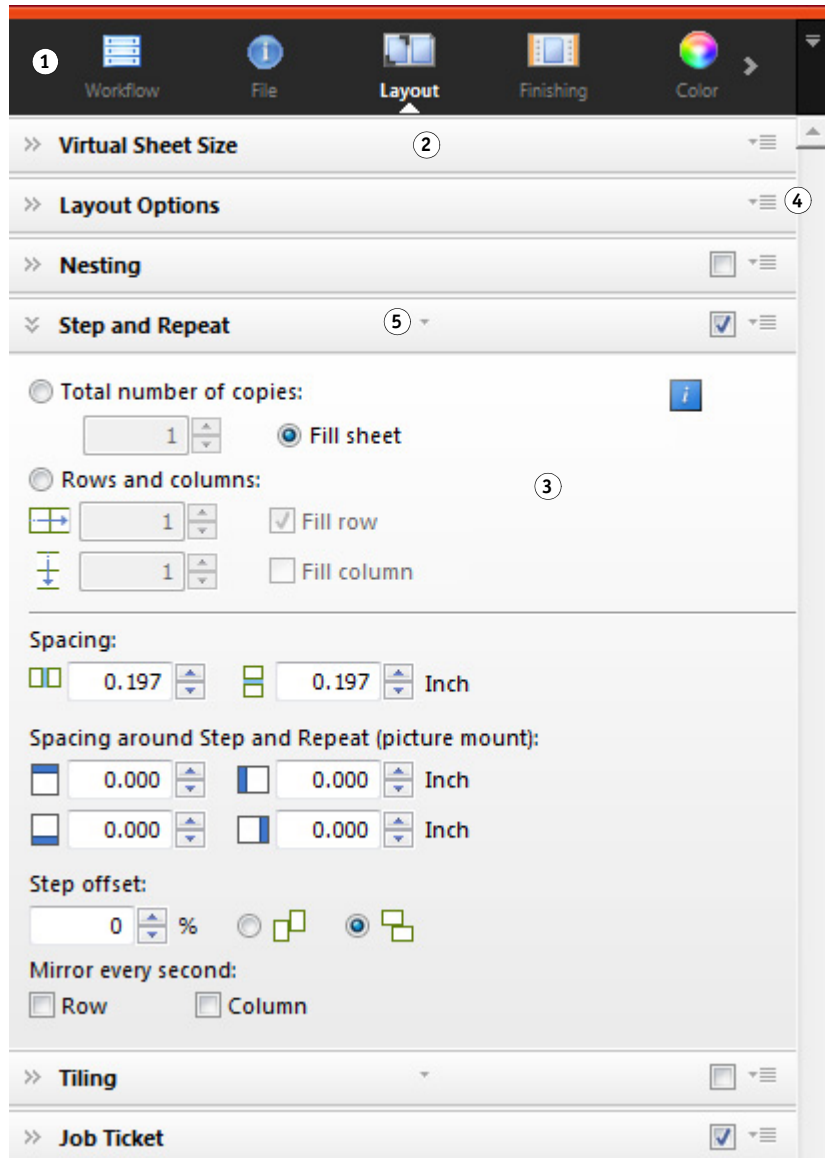 1
Workflow File Layout Finishing Color
Virtual Sheet Size 2
Layout Options 4
Nesting
Step and Repeat 5
Total number of copies: i
1 Fill sheet
Rows and columns: 3
1 Fill row
1 Fill column
Spacing:
0.197 0.197 Inch
Spacing around Step and Repeat (picture mount):
0.000 0.000 Inch
0.000 0.000 Inch
Step offset:
0 %
Mirror every second:
Row Column
Tiling
Job Ticket